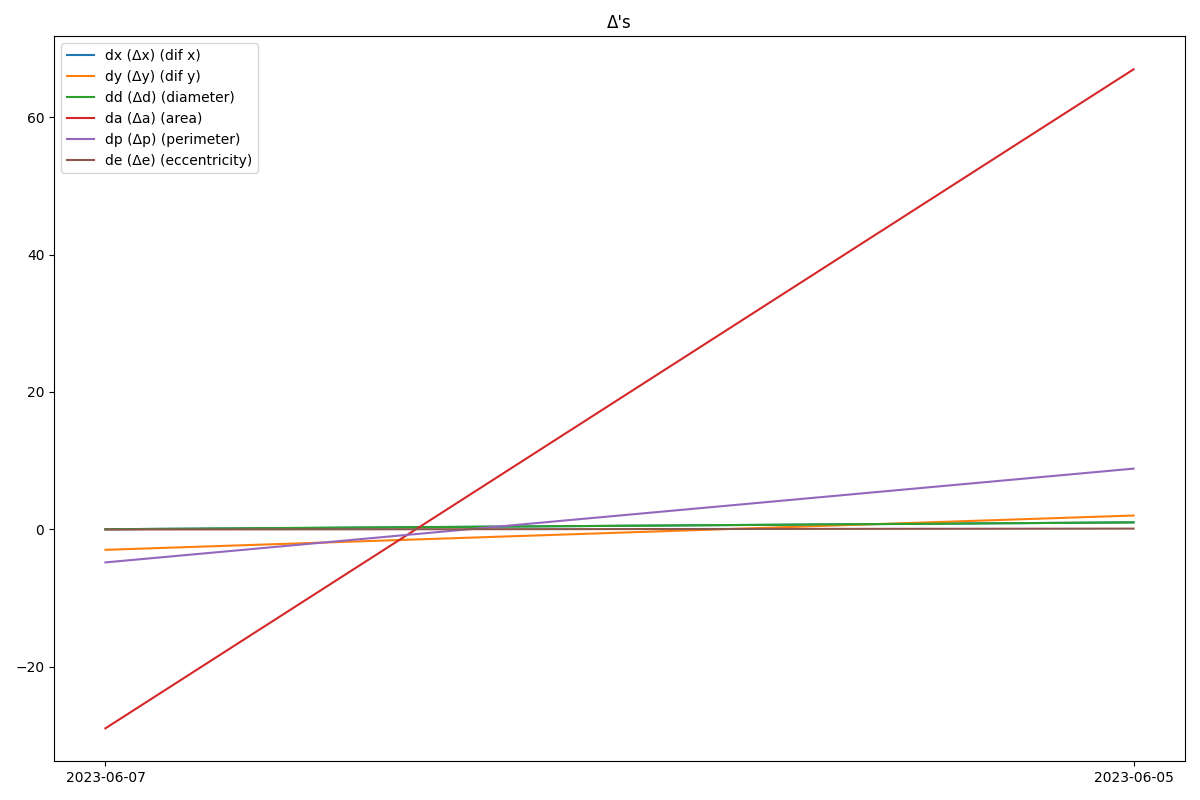 Δ's
dx (Δx) (dif x)
dy (Δy) (dif y)
dd (Δd) (diameter)
da (Δa) (area)
dp (Δp) (perimeter)
de (Δe) (eccentricity)
60
40
20
0
−20
2023-06-07
2023-06-05